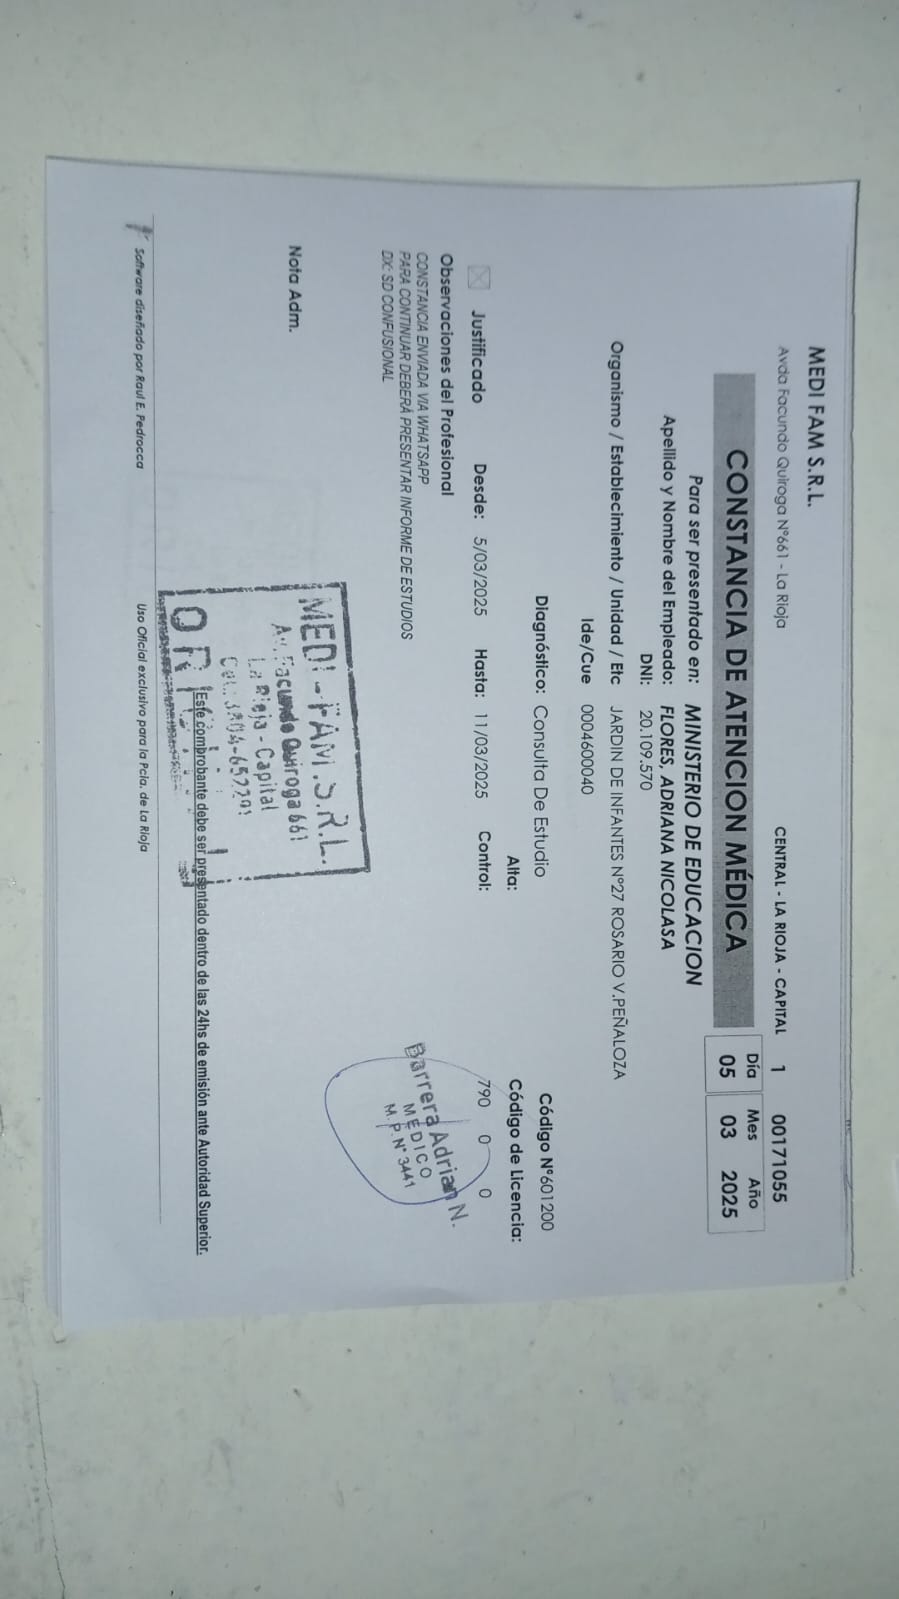 MEDI FAM S.R.L.
Avda Facundo Quiroga N°661 - La Rioja
CENTRAL - LA RIOJA - CAPITAL 1 00171055
CONSTANCIA DE ATENCION MÉDICA
Día Mes Año
05 03 2025
Para ser presentado en: MINISTERIO DE EDUCACION
Apellido y Nombre del Empleado: FLORES, ADRIANA NICOLASA
DNI: 20.109.570
Organismo / Establecimiento / Unidad / Etc JARDIN DE INFANTES N°27 ROSARIO V.PEÑALOZA
Ide/Cue 0004600040
Diagnóstico: Consulta De Estudio
Código N°601200
Alta:
Código de Licencia:
Justificado Desde: 5/03/2025 Hasta: 11/03/2025 Control:
790 0 0
Observaciones del Profesional
CONSTANCIA ENVIADA VIA WHATSAPP
PARA CONTINUAR DEBERÁ PRESENTAR INFORME DE ESTUDIOS
DX: SD CONFUSIONAL
Barrera Adrian N.
MEDICO
M.P.N° 3441
Nota Adm.
MEDI FAM S.R.L.
Av. Facundo Quiroga 661
La Rioja - Capital
Este comprobante debe ser presentado dentro de las 24hs de emisión ante Autoridad Superior.
Software diseñado por Raul E. Pedrocca
Uso Oficial exclusivo para la Pcia. de La Rioja